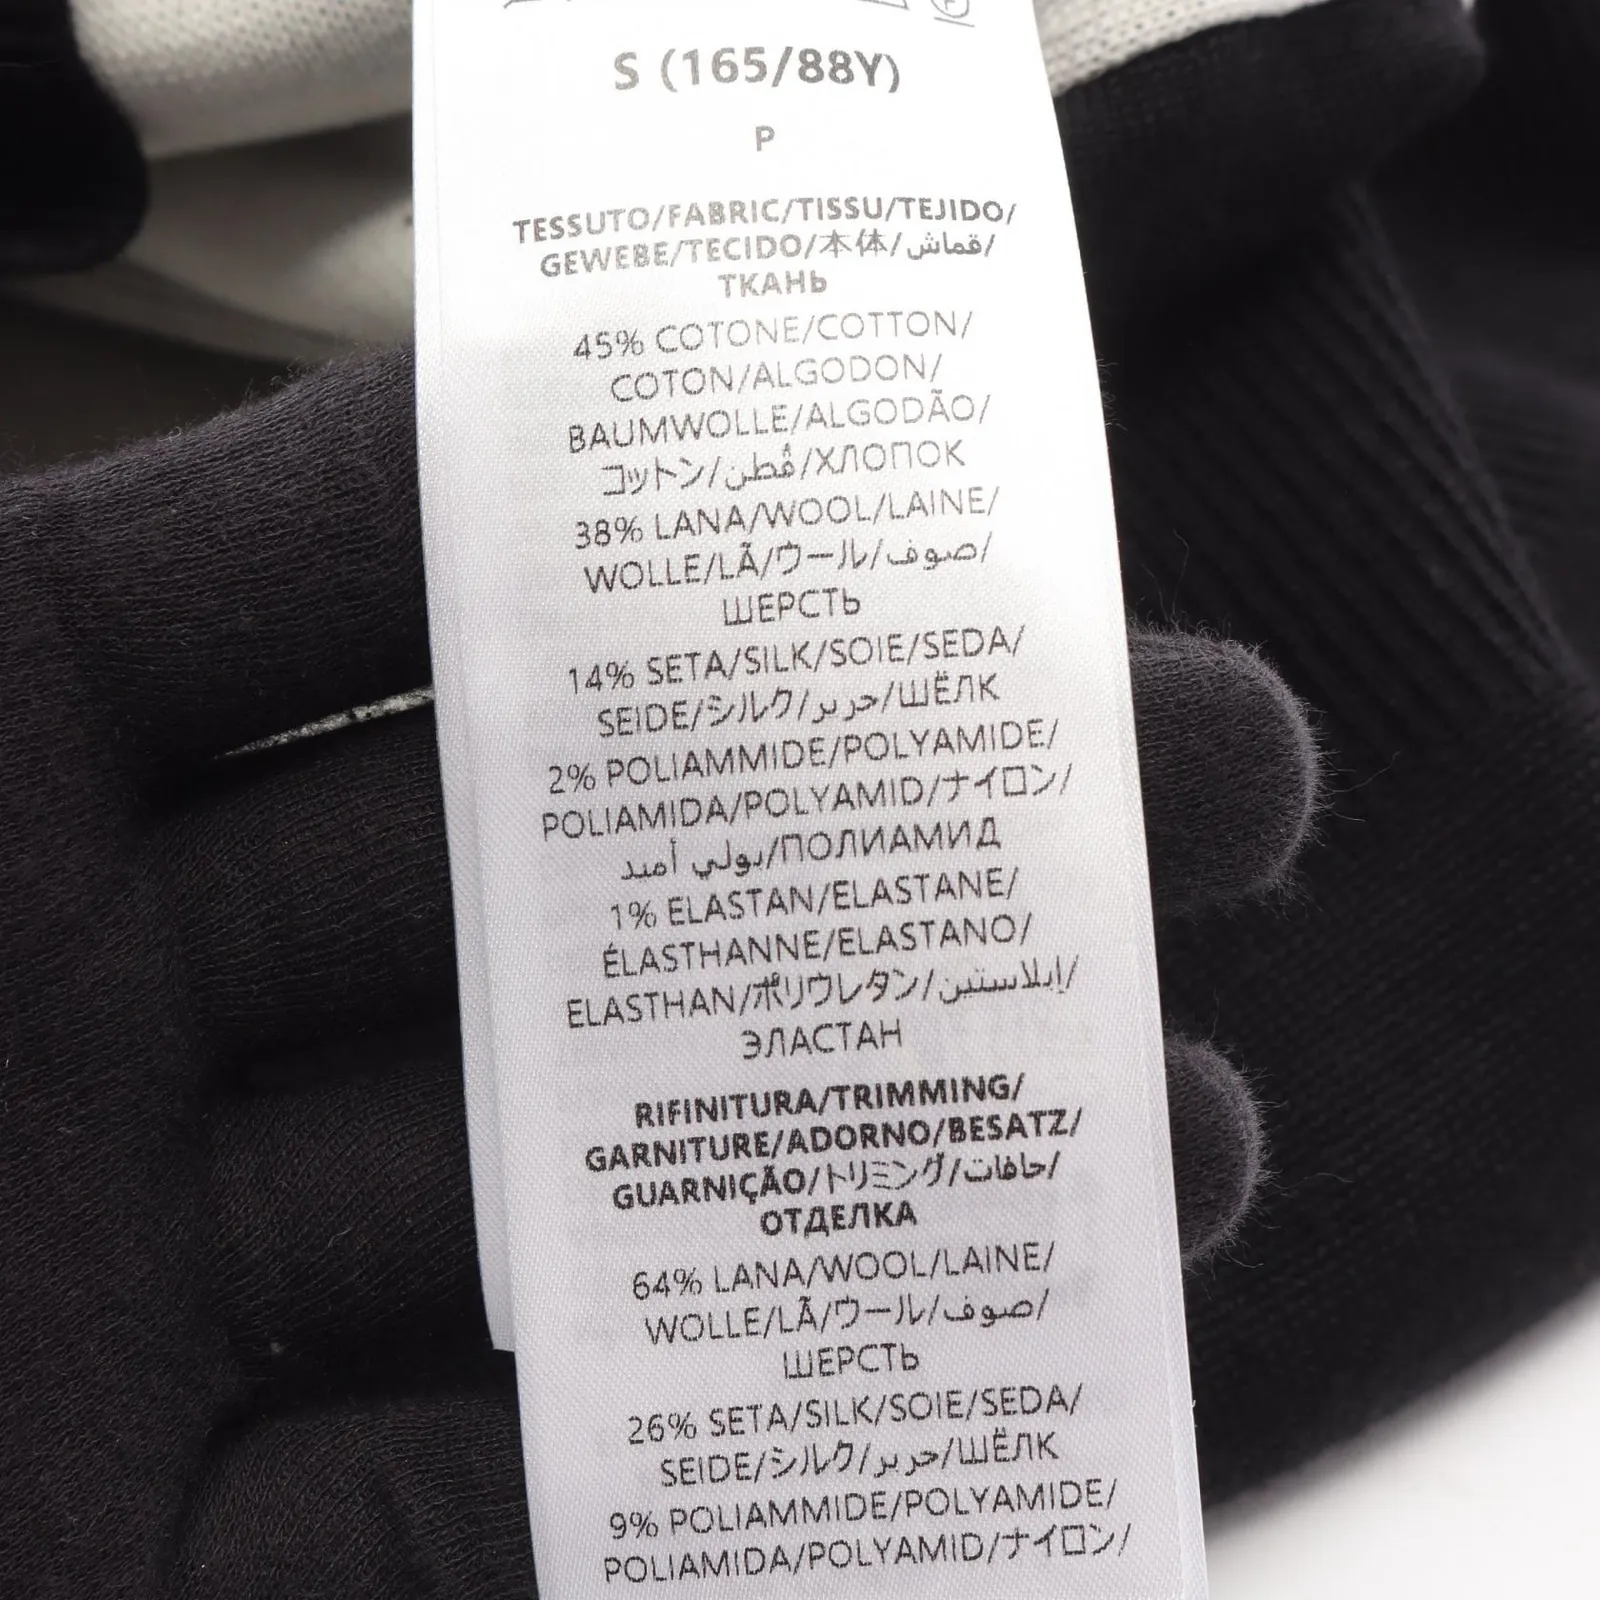 S (165/88Y)
P
TESSUTO/FABRIC/TISSU/TEJIDO/
GEWEBE/TECIDO/本体/قماش/
ТКАНЬ
45% COTONE/COTTON/
COTON/ALGODON/
BAUMWOLLE/ALGODÃO/
コットン/قُطن/ХЛОПОК
38% LANA/WOOL/LAINE/
WOLLE/LÃ/ウール/صوف/
ШЕРСТЬ
14% SETA/SILK/SOIE/SEDA/
SEIDE/シルク/حرير/ШЁЛК
2% POLIAMMIDE/POLYAMIDE/
POLIAMIDA/POLYAMID/ナイロン/
بولي أميد/ПОЛИАМИД
1% ELASTAN/ELASTANE/
ÉLASTHANNE/ELASTANO/
ELASTHAN/ポリウレタン/إيلاستين/
ЭЛАСТАН
RIFINITURA/TRIMMING/
GARNITURE/ADORNO/BESATZ/
GUARNIÇÃO/トリミング/حافات/
ОТДЕЛКА
64% LANA/WOOL/LAINE/
WOLLE/LÃ/ウール/صوف/
ШЕРСТЬ
26% SETA/SILK/SOIE/SEDA/
SEIDE/シルク/حرير/ШЁЛК
9% POLIAMMIDE/POLYAMIDE/
POLIAMIDA/POLYAMID/ナイロン/